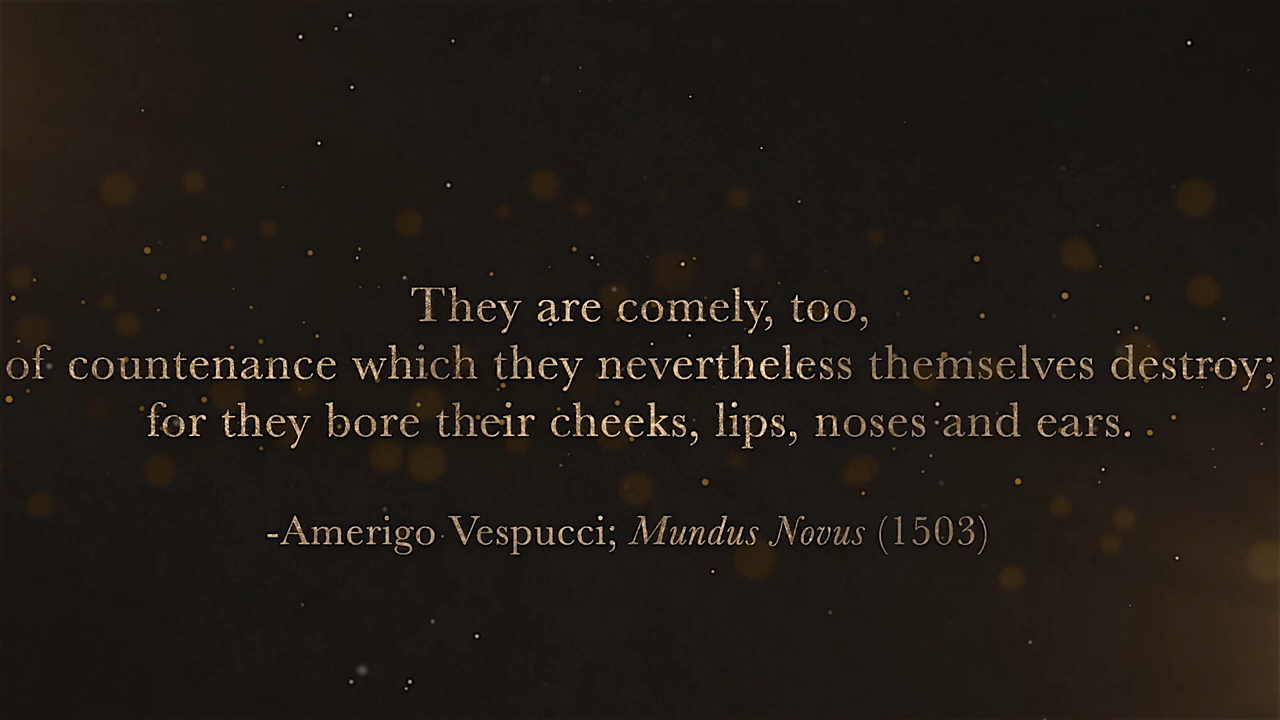 They are comely, too,
of countenance which they nevertheless themselves destroy;
for they bore their cheeks, lips, noses and ears.
-Amerigo Vespucci; Mundus Novus (1503)